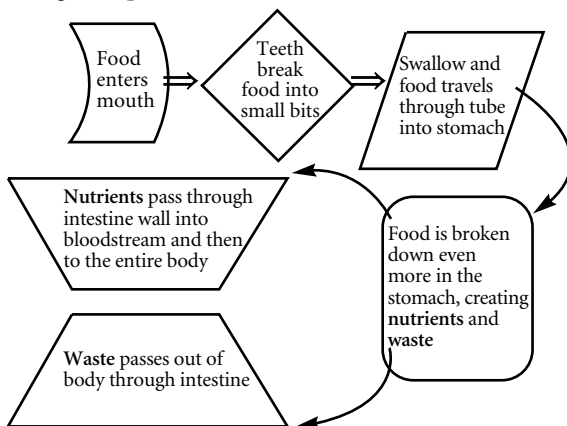 Food
enters
mouth
Teeth
break
food into
small bits
Swallow and
food travels
through tube
into stomach
Food is broken
down even
more in the
stomach, creating
nutrients and
waste
Nutrients pass through
intestine wall into
bloodstream and then
to the entire body
Waste passes out of
body through intestine